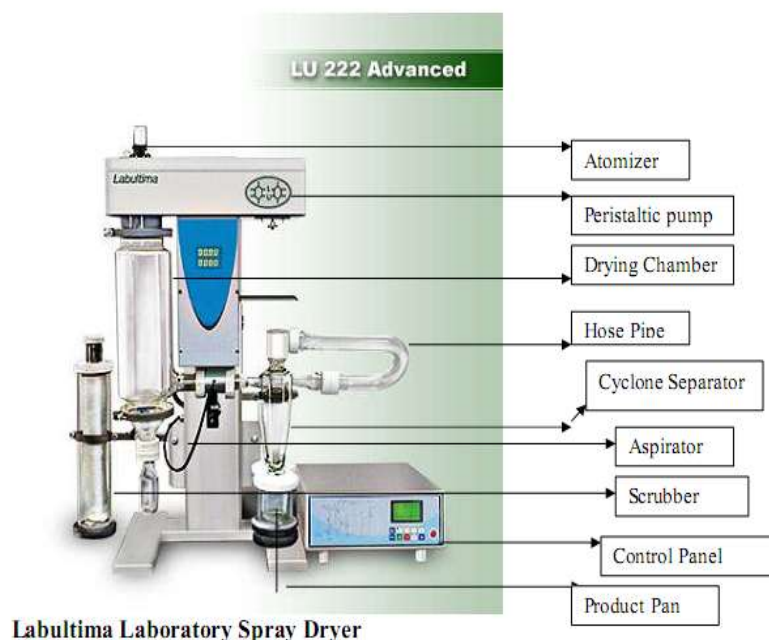 LU 222 Advanced
Labultima
Atomizer
Peristaltic pump
Drying Chamber
Hose Pipe
Cyclone Separator
Aspirator
Scrubber
Control Panel
Product Pan
Labultima Laboratory Spray Dryer